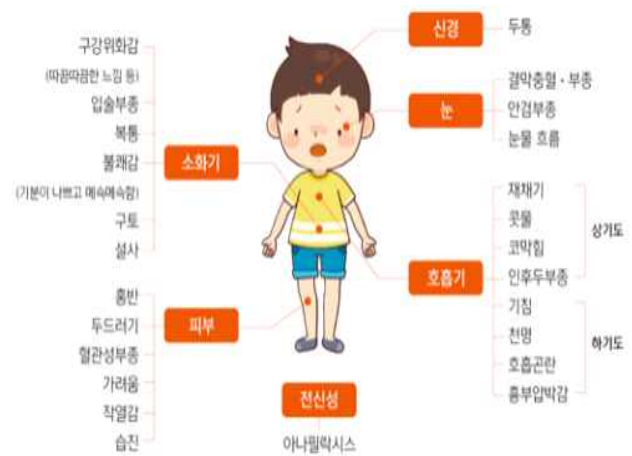 구강위화감
(따끔따끔한 느낌 등)
입술부종
복통
불쾌감
(기분이 나쁘고 메슥메슥함)
구토
설사
소화기
홍반
두드러기
혈관성부종
가려움
작열감
습진
피부
신경
두통
눈
결막충혈·부종
안검부종
눈물 흐름
호흡기
재채기
콧물
코막힘
인후두부종
상기도
기침
천명
호흡곤란
흉부압박감
하기도
전신성
아나필락시스